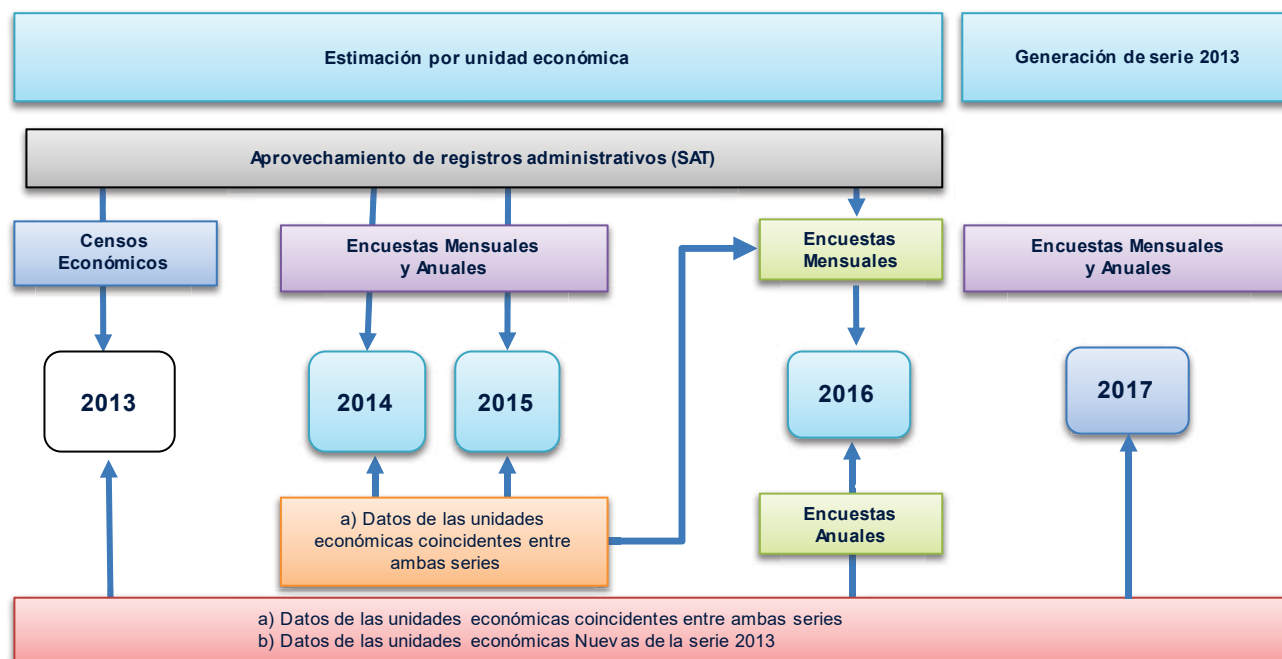 Estimación por unidad económica
Generación de serie 2013
Aprovechamiento de registros administrativos (SAT)
Censos
Económicos
Encuestas Mensuales
y Anuales
Encuestas
Mensuales
Encuestas Mensuales
y Anuales
2013
2014
2015
2016
2017
a) Datos de las unidades
económicas coincidentes entre
ambas series
Encuestas
Anuales
a) Datos de las unidades económicas coincidentes entre ambas series
b) Datos de las unidades económicas Nuevas de la serie 2013